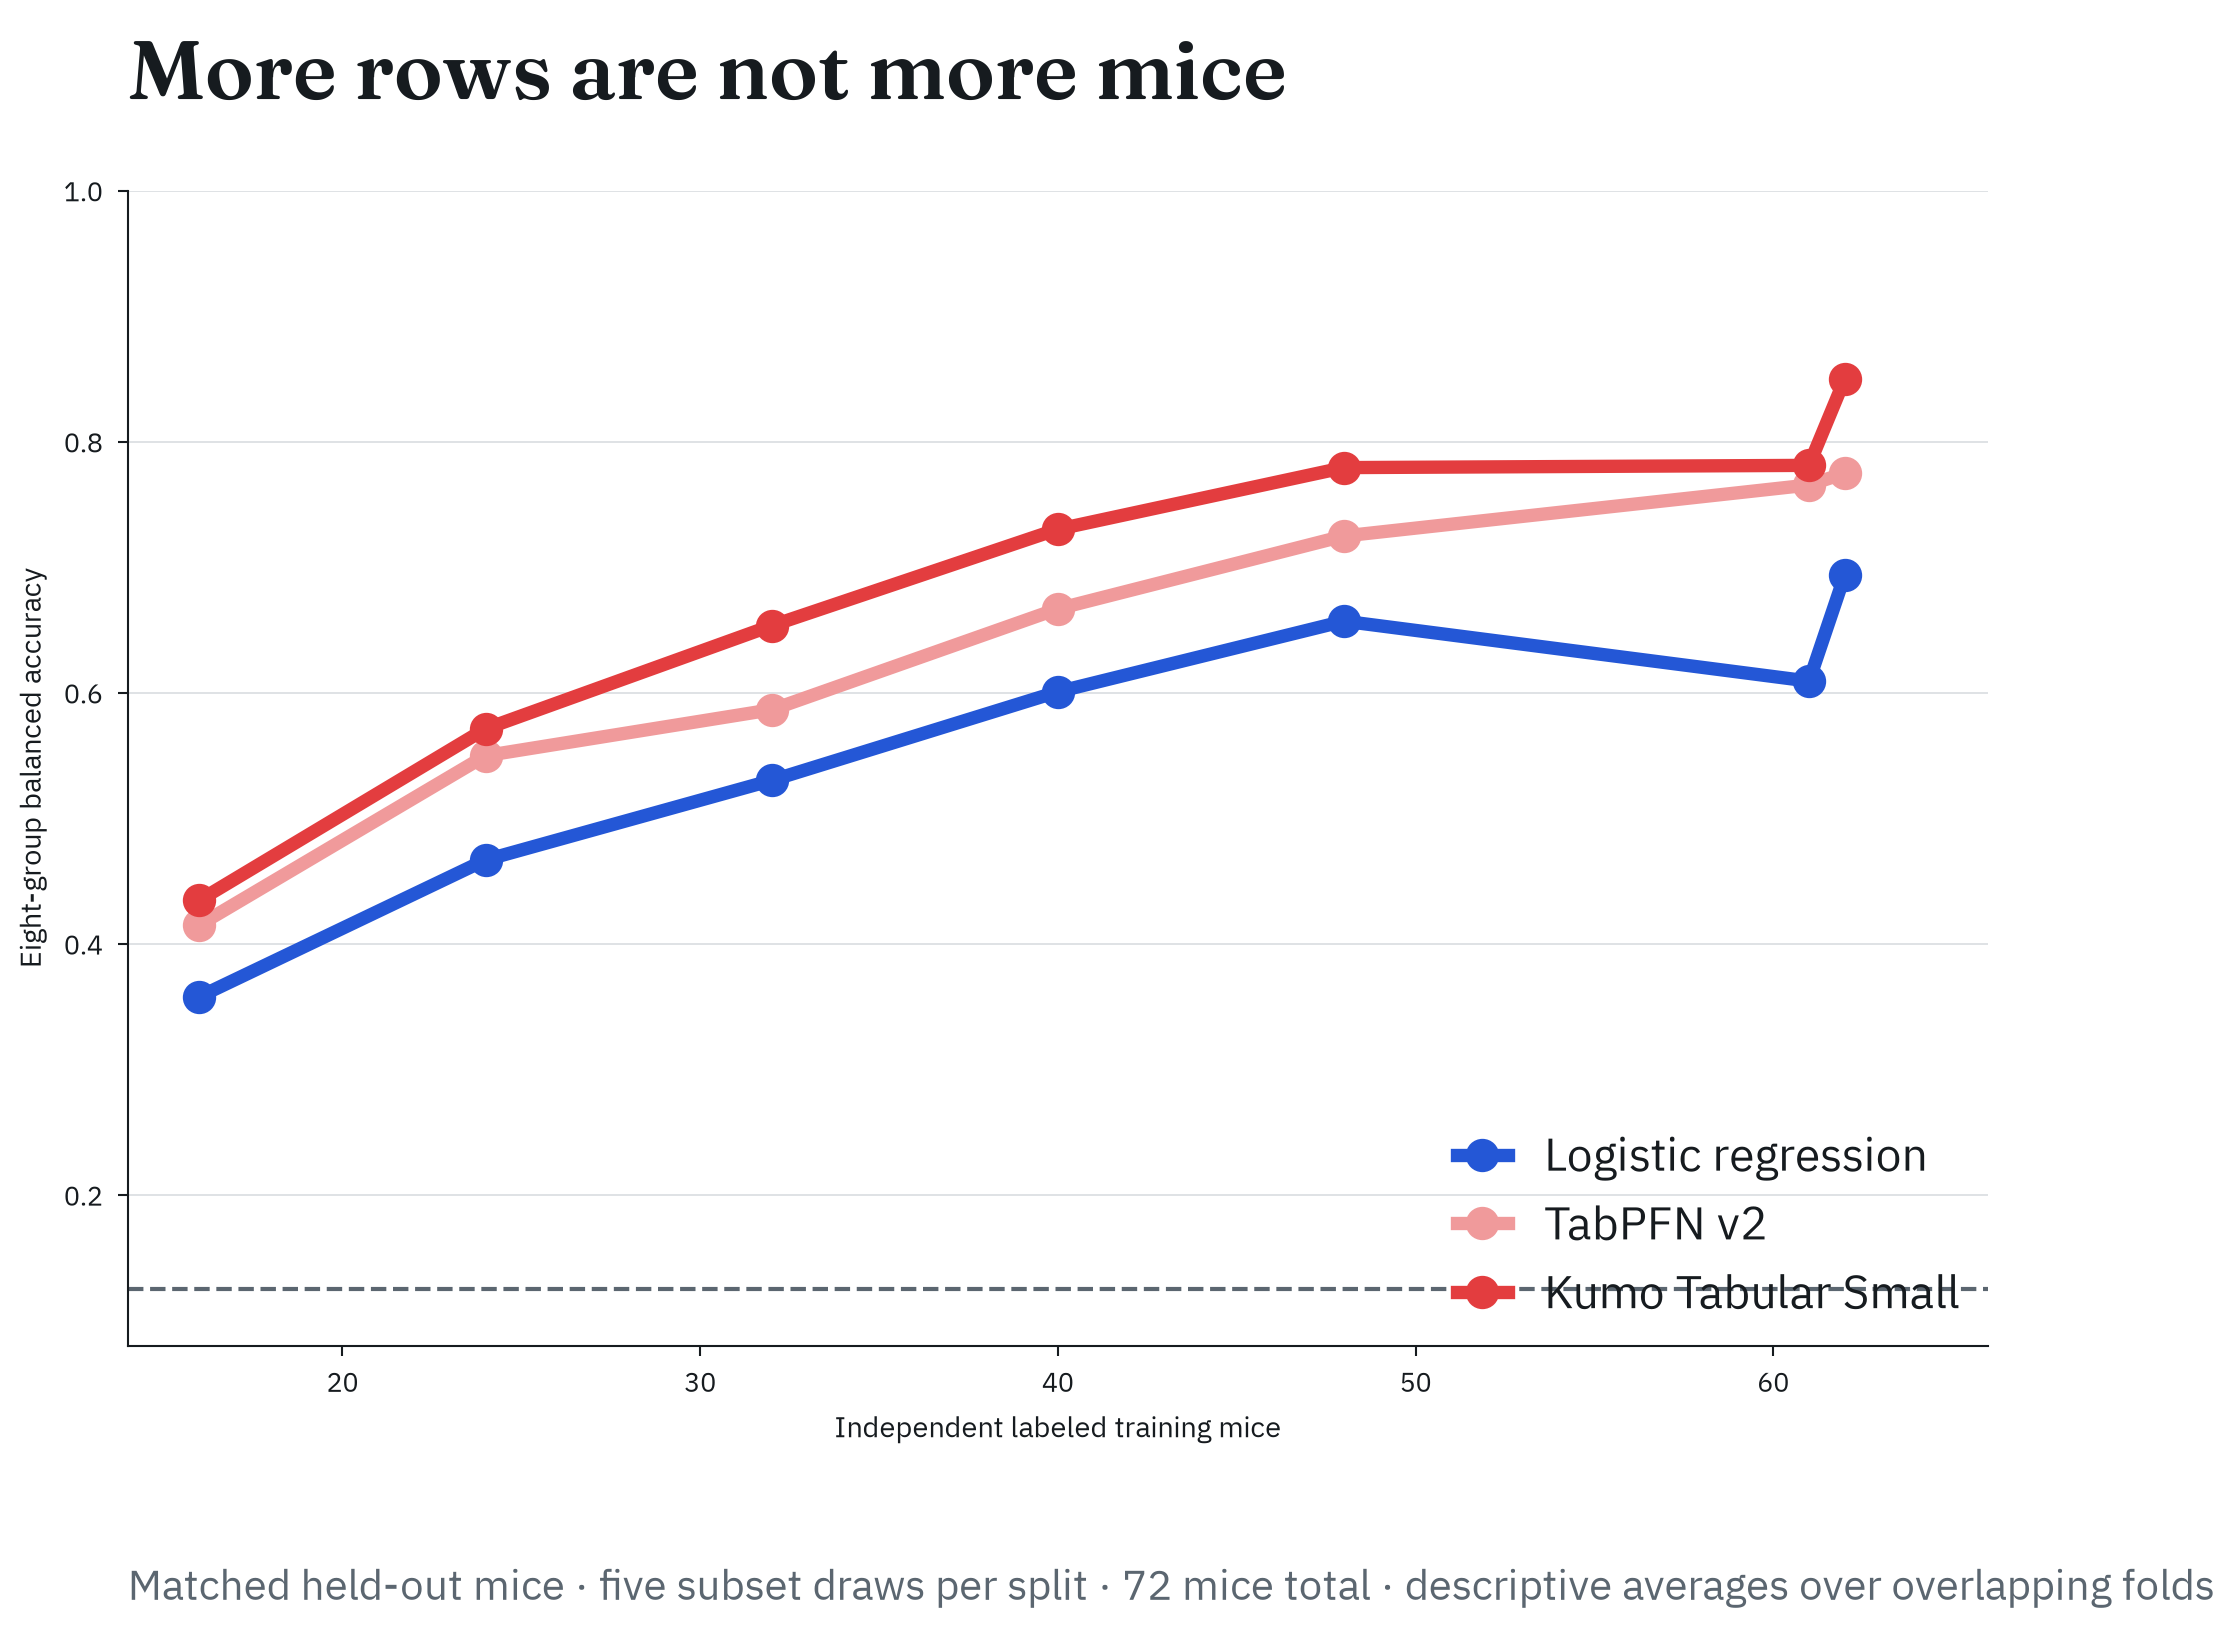 More rows are not more mice
1.0
0.8
0.6
0.4
0.2
Eight-group balanced accuracy
Logistic regression
TabPFN v2
Kumo Tabular Small
20 30 40 50 60
Independent labeled training mice
Matched held-out mice · five subset draws per split · 72 mice total · descriptive averages over overlapping folds